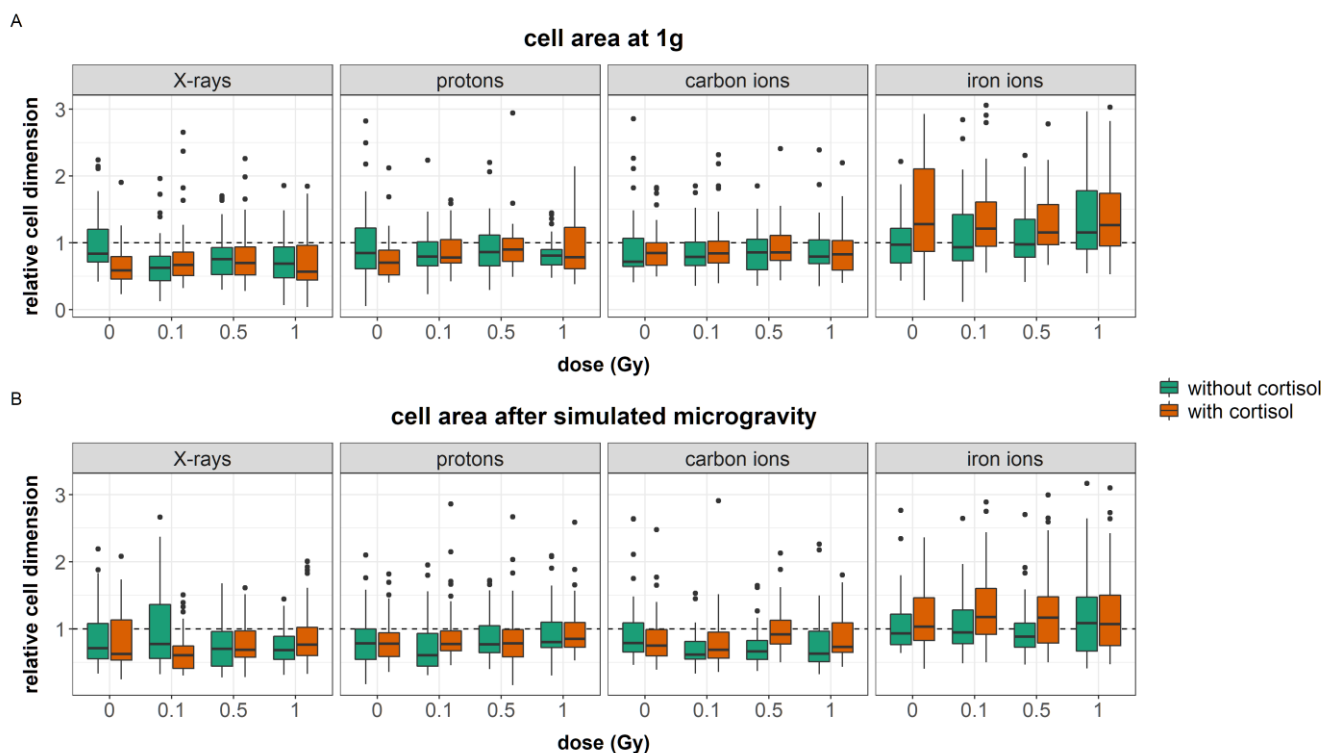 A
cell area at 1g
X-rays protons carbon ions iron ions
relative cell dimension
3
2
1
0
0 0.1 0.5 1 0 0.1 0.5 1 0 0.1 0.5 1 0 0.1 0.5 1
dose (Gy)
without cortisol
with cortisol
B
cell area after simulated microgravity
X-rays protons carbon ions iron ions
relative cell dimension
3
2
1
0 0.1 0.5 1 0 0.1 0.5 1 0 0.1 0.5 1 0 0.1 0.5 1
dose (Gy)